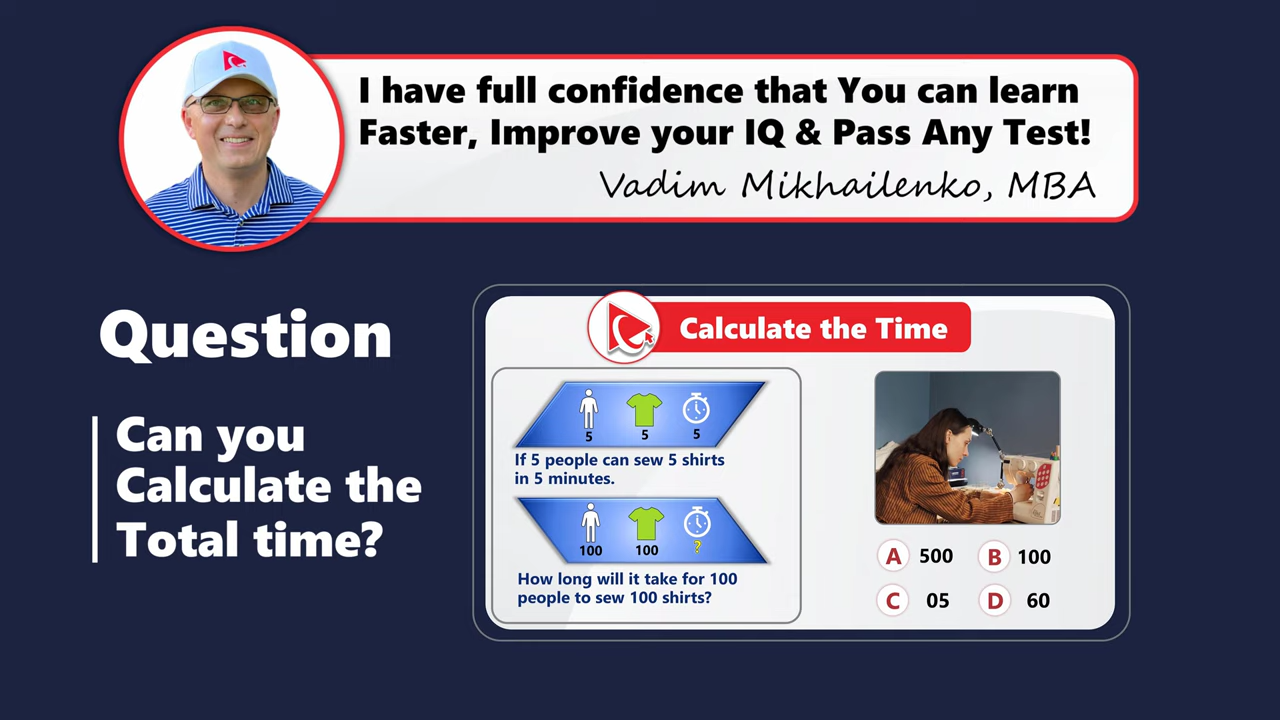 I have full confidence that You can learn
Faster, Improve your IQ & Pass Any Test!
Vadim Mikhailenko, MBA
Question
Can you
Calculate the
Total time?
Calculate the Time
5 5 5
If 5 people can sew 5 shirts
in 5 minutes.
100 100 ?
How long will it take for 100
people to sew 100 shirts?
A 500 B 100
C 05 D 60